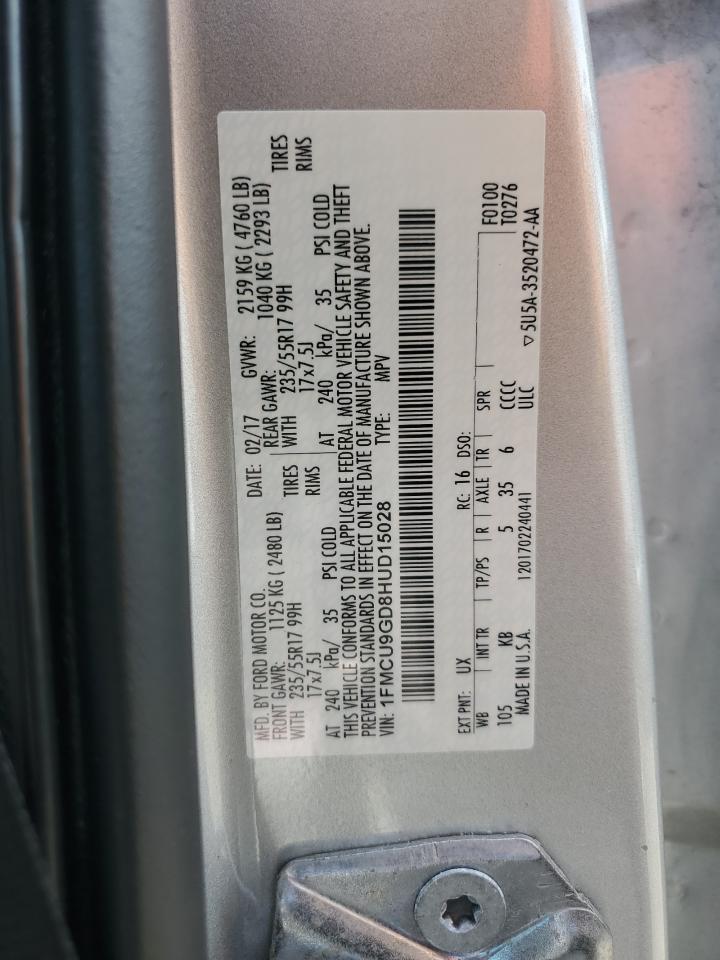 MFD. BY FORD MOTOR CO.
DATE: 02/17 GVWR: 2159 KG ( 4760 LB)
FRONT GAWR: 1125 KG ( 2480 LB)
REAR GAWR: 1040 KG ( 2293 LB)
WITH 235/55R17 99H TIRES
WITH 235/55R17 99H TIRES
17x7.5J RIMS
17x7.5J RIMS
AT 240 kPa/ 35 PSI COLD
AT 240 kPa/ 35 PSI COLD
THIS VEHICLE CONFORMS TO ALL APPLICABLE FEDERAL MOTOR VEHICLE SAFETY AND THEFT
PREVENTION STANDARDS IN EFFECT ON THE DATE OF MANUFACTURE SHOWN ABOVE.
VIN: 1FMCU9GD8HUD15028 TYPE: MPV
EXT PNT: UX RC: 16 DSO:
WB INT TR TP/PS R AXLE TR SPR F0100
105 KB 5 35 6 CCCC T0276
MADE IN U.S.A. 1201702240441 ULC ▽5U5A-3520472-AA